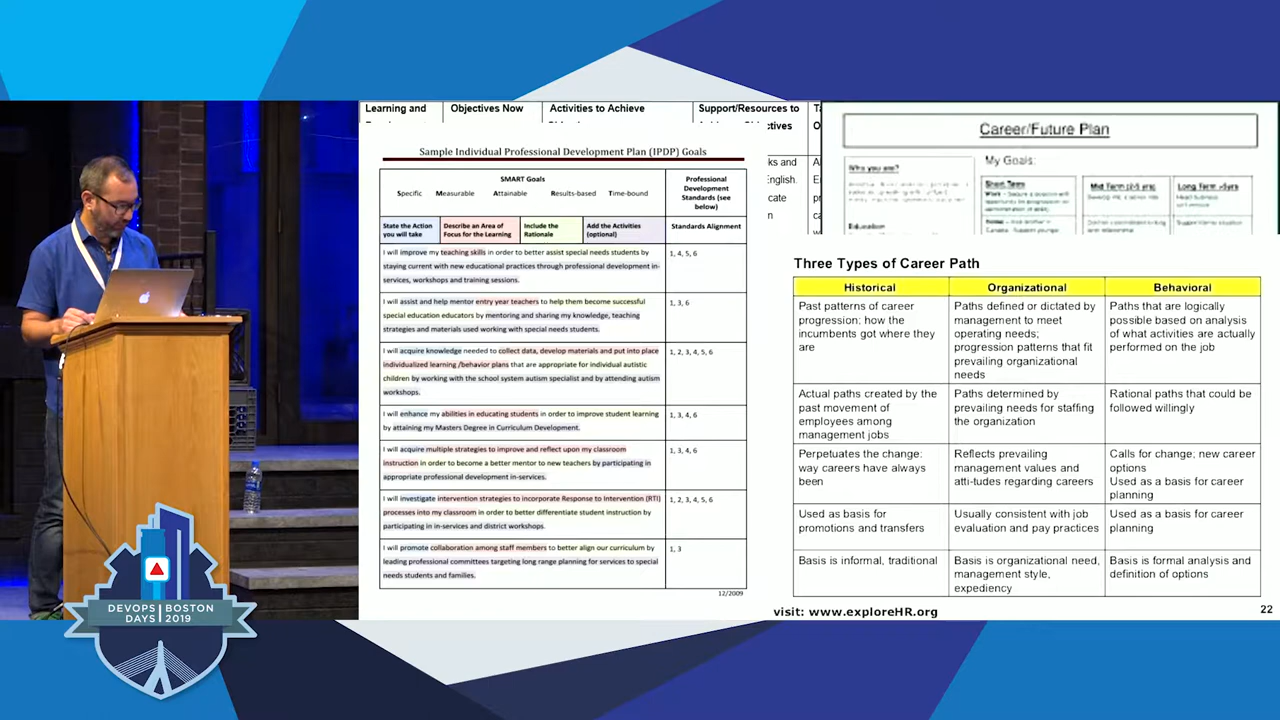 Learning and
Objectives Now
Activities to Achieve
Support/Resources to
Sample Individual Professional Development Plan (IPDP) Goals
SMART Goals
Specific Measurable Attainable Results-based Time-bound
Professional
Development
Standards (see
below)
State the Action
you will take
Describe an Area of
Focus for the Learning
Include the
Rationale
Add the Activities
(optional)
Standards Alignment
I will improve my teaching skills in order to better assist special needs students by
staying current with new educational practices through professional development in-
services, workshops and training sessions.
1, 4, 5, 6
I will assist and help mentor entry year teachers to help them become successful
special education educators by mentoring and sharing my knowledge, teaching
strategies and materials used working with special needs students.
1, 3, 6
I will acquire knowledge needed to collect data, develop materials and put into place
individualized learning /behavior plans that are appropriate for individual autistic
children by working with the school system autism specialist and by attending autism
workshops.
1, 2, 3, 4, 5, 6
I will enhance my abilities in educating students in order to improve student learning
by attaining my Masters Degree in Curriculum Development.
1, 3, 4, 6
I will acquire multiple strategies to improve and reflect upon my classroom
instruction in order to become a better mentor to new teachers by participating in
appropriate professional development in-services.
1, 3, 4, 6
I will investigate intervention strategies to incorporate Response to Intervention (RTI)
processes into my classroom in order to better differentiate student instruction by
participating in in-services and district workshops.
1, 2, 3, 4, 5, 6
I will promote collaboration among staff members to better align our curriculum by
leading professional committees targeting long range planning for services to special
needs students and families.
1, 3
12/2009
ks and
English.
cate
n
Career/Future Plan
Who you are?
Education
My Goals:
Short Term
Mid Term (2-5 yrs)
Long Term >5yrs
Three Types of Career Path
Historical
Organizational
Behavioral
Past patterns of career
progression; how the
incumbents got where they
are
Paths defined or dictated by
management to meet
operating needs;
progression patterns that fit
prevailing organizational
needs
Paths that are logically
possible based on analysis
of what activities are actually
performed on the job
Actual paths created by the
past movement of
employees among
management jobs
Paths determined by
prevailing needs for staffing
the organization
Rational paths that could be
followed willingly
Perpetuates the change:
way careers have always
been
Reflects prevailing
management values and
atti-tudes regarding careers
Calls for change; new career
options
Used as a basis for career
planning
Used as basis for
promotions and transfers
Usually consistent with job
evaluation and pay practices
Used as a basis for career
planning
Basis is informal, traditional
Basis is organizational need,
management style,
expediency
Basis is formal analysis and
definition of options
visit: www.exploreHR.org
22
DEVOPS BOSTON
DAYS 2019